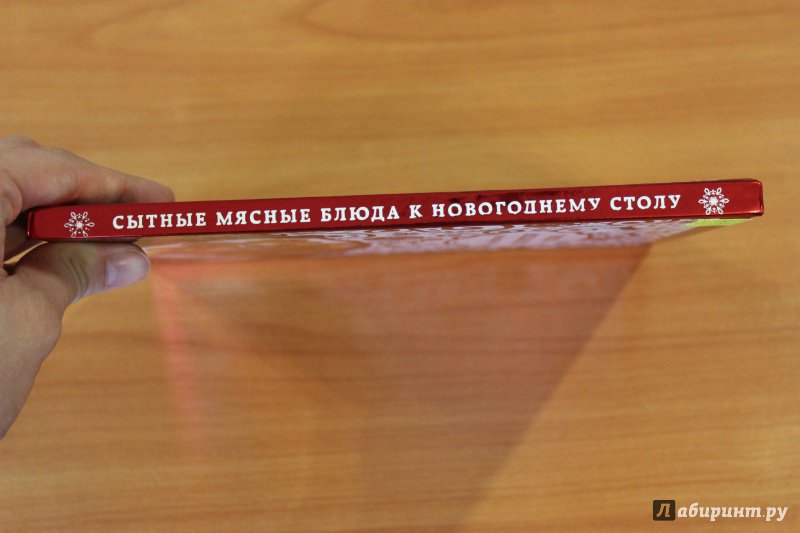 СЫТНЫЕ МЯСНЫЕ БЛЮДА К НОВОГОДНЕМУ СТОЛУ
Лабиринт.ру